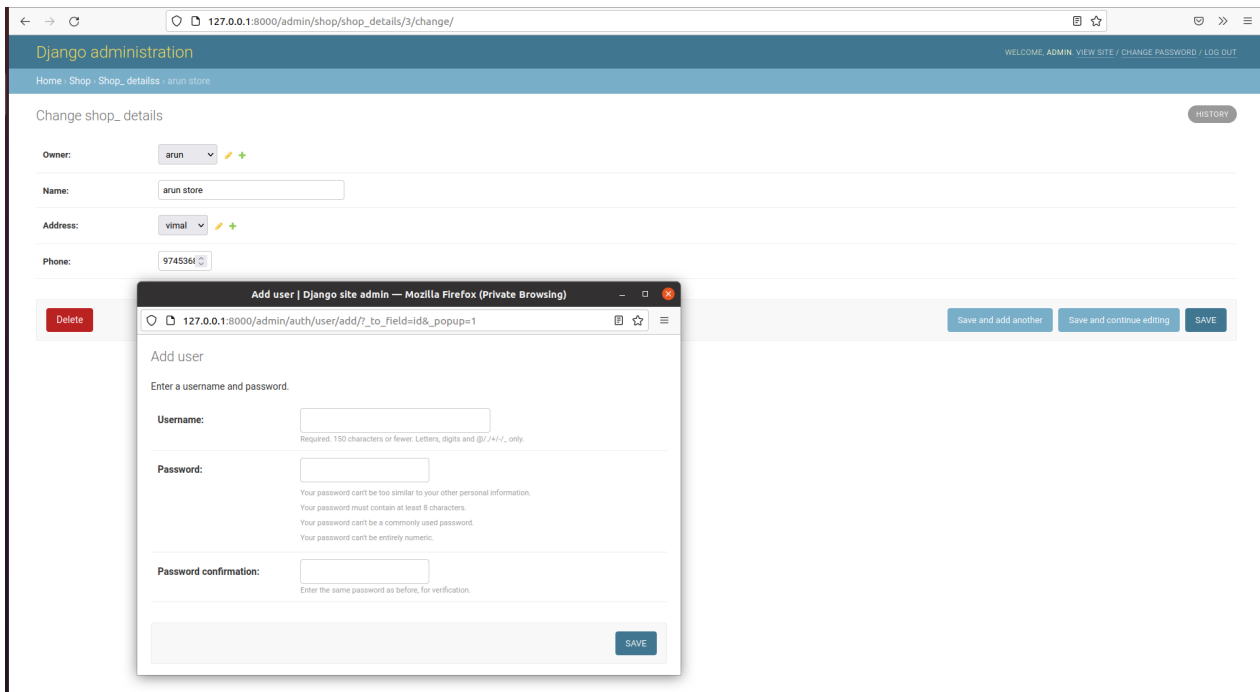 127.0.0.1:8000/admin/shop/shop_details/3/change/
Django administration
WELCOME, ADMIN. VIEW SITE / CHANGE PASSWORD / LOG OUT
Home › Shop › Shop_ detailss › arun store
Change shop_ details
HISTORY
Owner: arun
Name: arun store
Address: vimal
Phone: 9745368
Delete
Save and add another
Save and continue editing
SAVE
Add user | Django site admin — Mozilla Firefox (Private Browsing)
127.0.0.1:8000/admin/auth/user/add/?_to_field=id&_popup=1
Add user
Enter a username and password.
Username:
Required. 150 characters or fewer. Letters, digits and @/./+/-/_ only.
Password:
Your password can't be too similar to your other personal information.
Your password must contain at least 8 characters.
Your password can't be a commonly used password.
Your password can't be entirely numeric.
Password confirmation:
Enter the same password as before, for verification.
SAVE